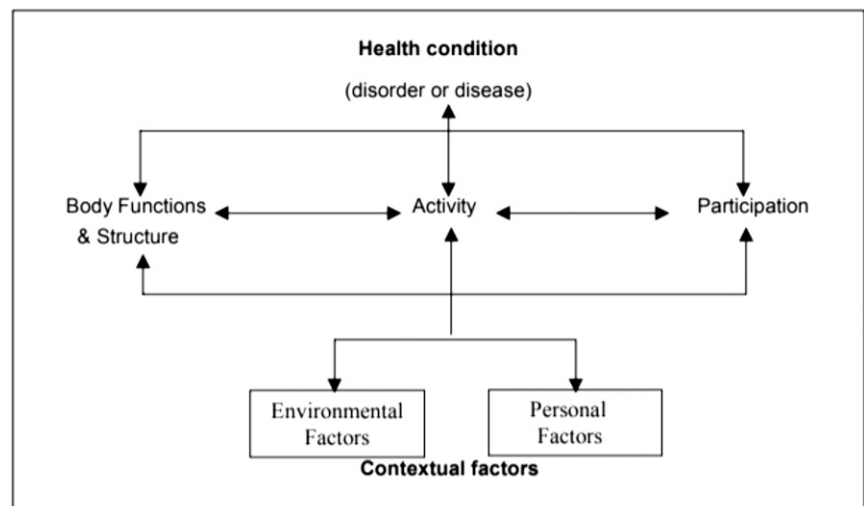 Health condition
(disorder or disease)
Body Functions
& Structure
Activity
Participation
Environmental
Factors
Personal
Factors
Contextual factors